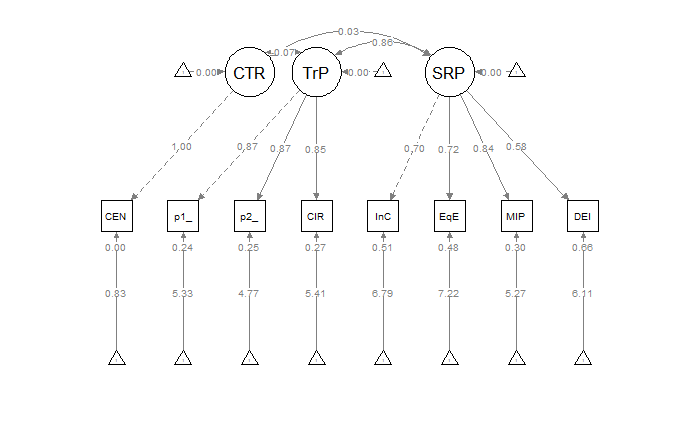 0.03
0.07
0.86
0.00
CTR
TrP
0.00
SRP
0.00
1.00
0.87
0.87
0.85
0.70
0.72
0.84
0.58
CEN
p1_
p2_
CIR
InC
EqE
MIP
DEI
0.00
0.24
0.25
0.27
0.51
0.48
0.30
0.66
0.83
5.33
4.77
5.41
6.79
7.22
5.27
6.11